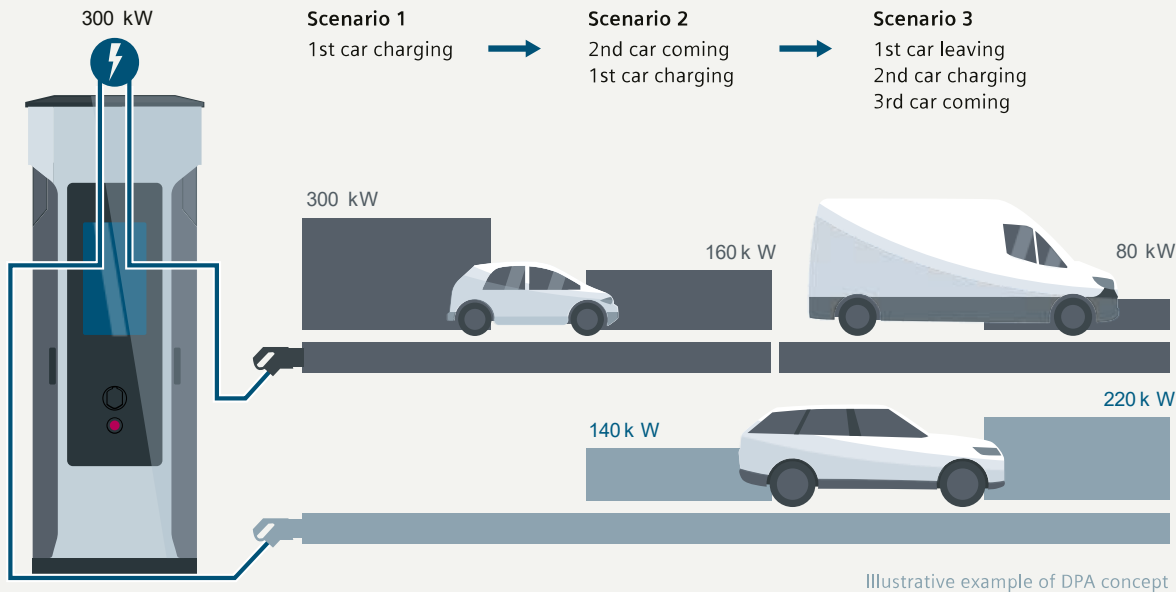 300 kW
Scenario 1
1st car charging
Scenario 2
2nd car coming
1st car charging
Scenario 3
1st car leaving
2nd car charging
3rd car coming
300 kW
160 k W
80 kW
140 k W
220 k W
Illustrative example of DPA concept